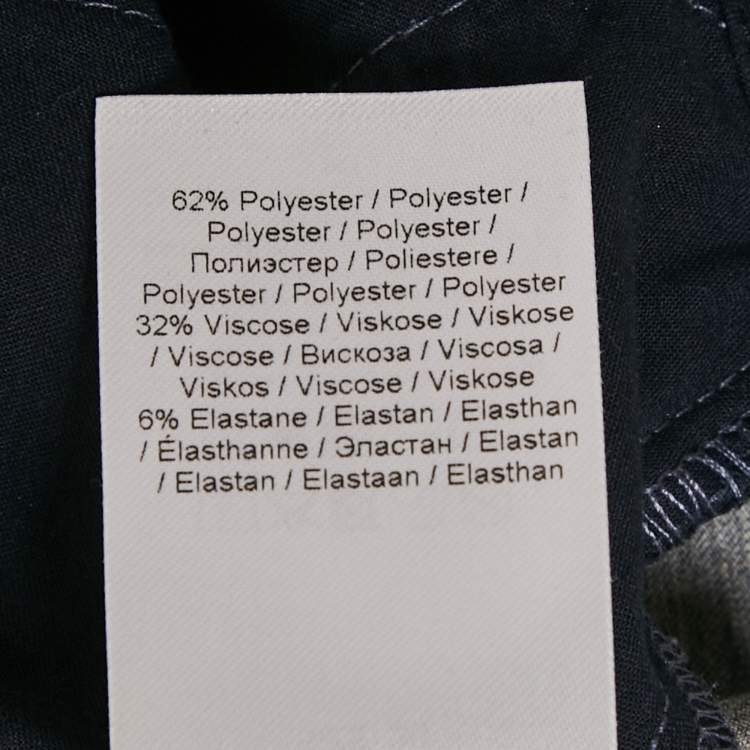 62% Polyester / Polyester /
Polyester / Polyester /
Полиэстер / Poliestere /
Polyester / Polyester / Polyester
32% Viscose / Viskose / Viskose
/ Viscose / Вискоза / Viscosa /
Viskos / Viscose / Viskose
6% Elastane / Elastan / Elasthan
/ Élasthanne / Эластан / Elastan
/ Elastan / Elastaan / Elasthan